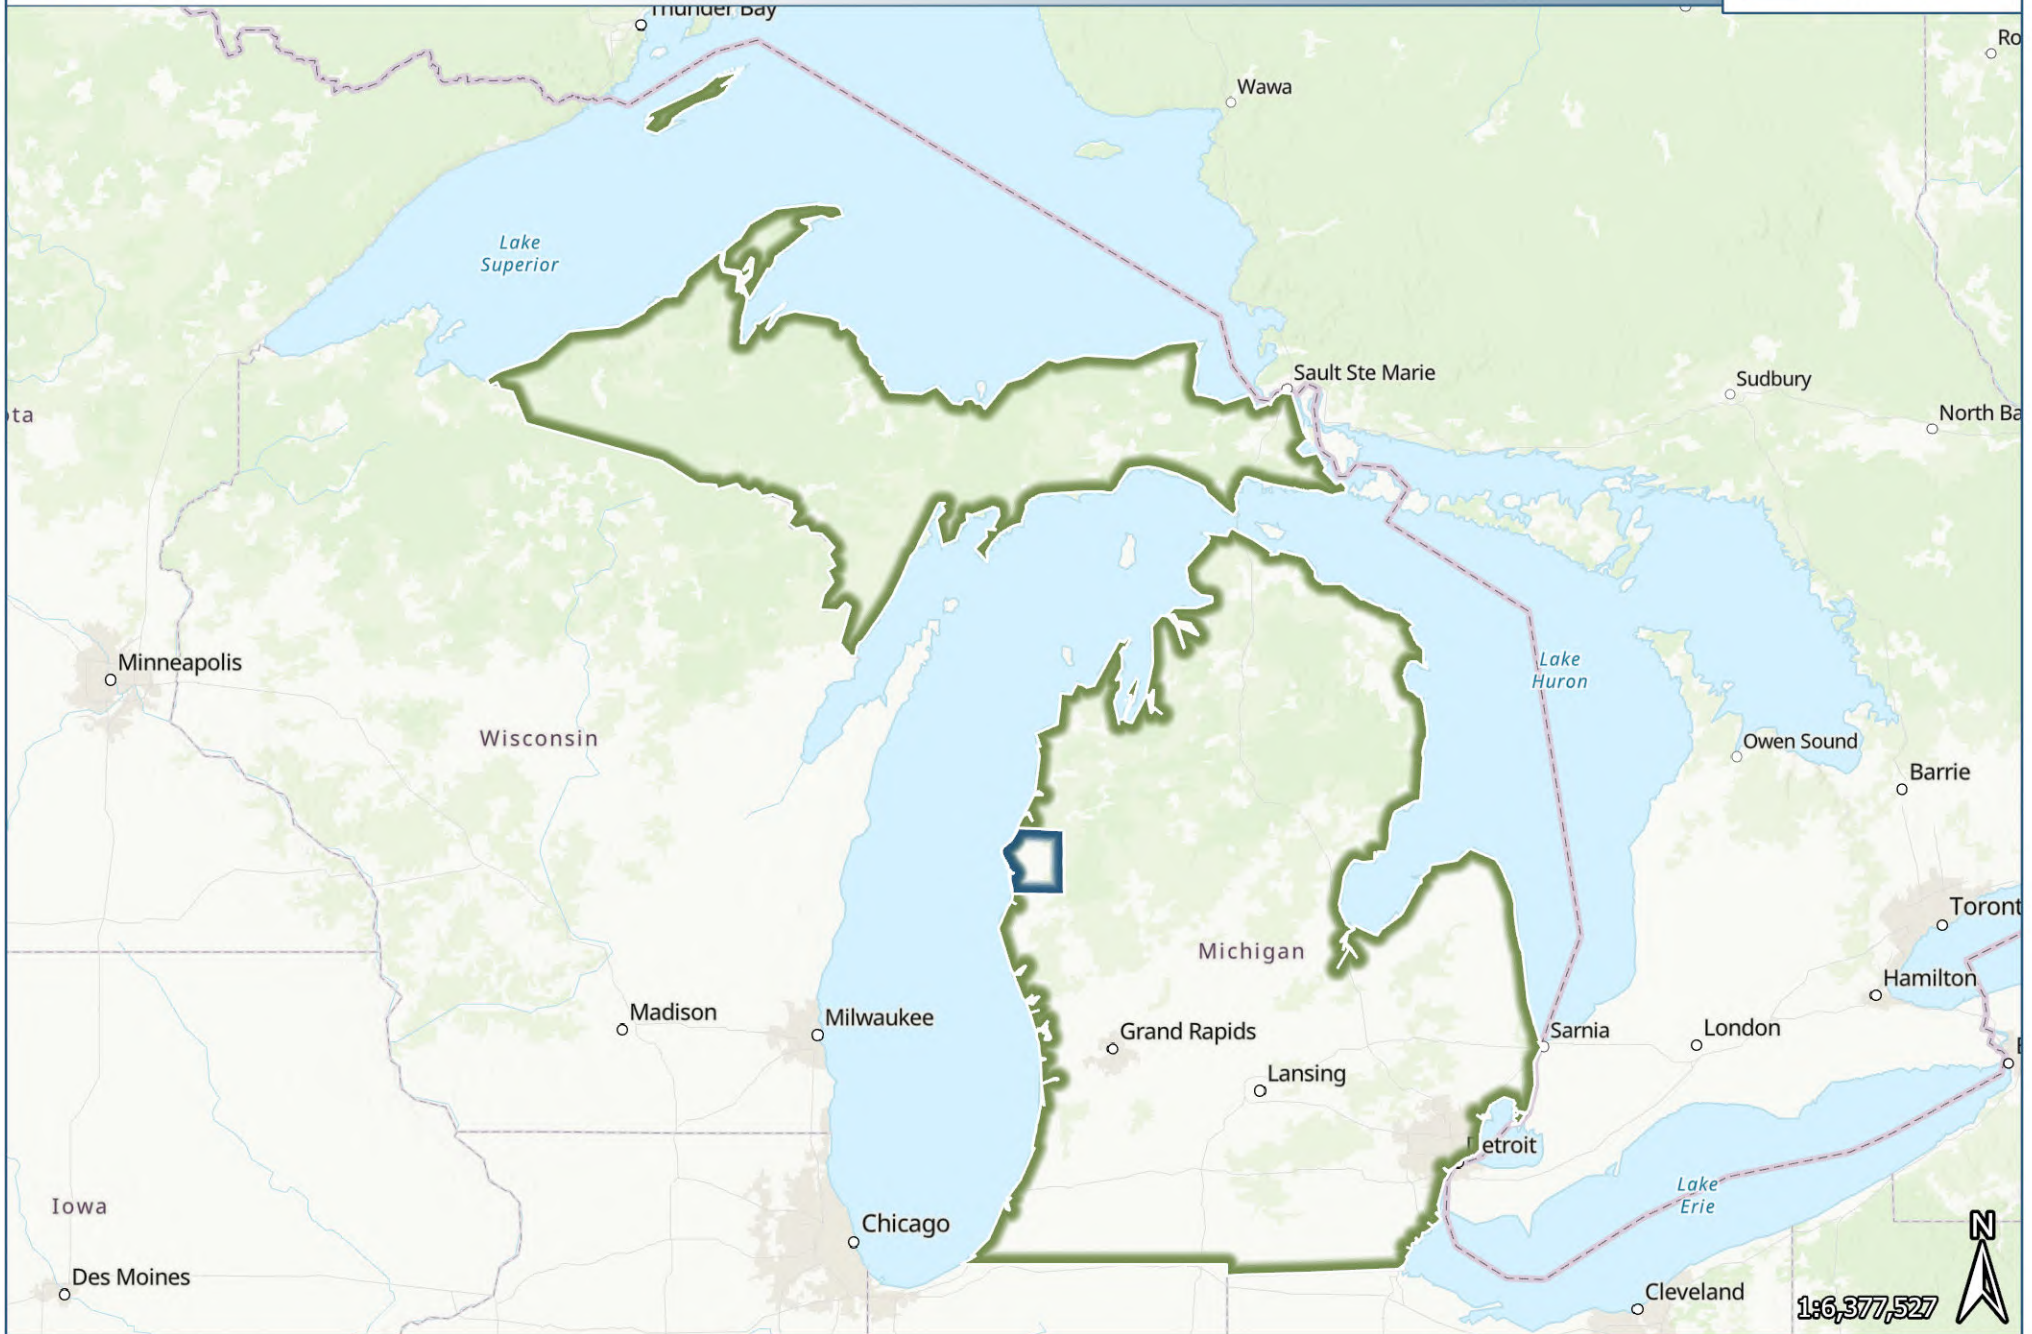 Thunder Bay
Wawa
Lake
Superior
Sault Ste Marie
Sudbury
North Ba
ota
Minneapolis
Wisconsin
Lake
Huron
Owen Sound
Barrie
Toront
Michigan
Hamilton
Madison
Milwaukee
Grand Rapids
Sarnia
London
Lansing
etroit
Lake
Erie
Iowa
Chicago
Des Moines
Cleveland
N
1:6,377,527